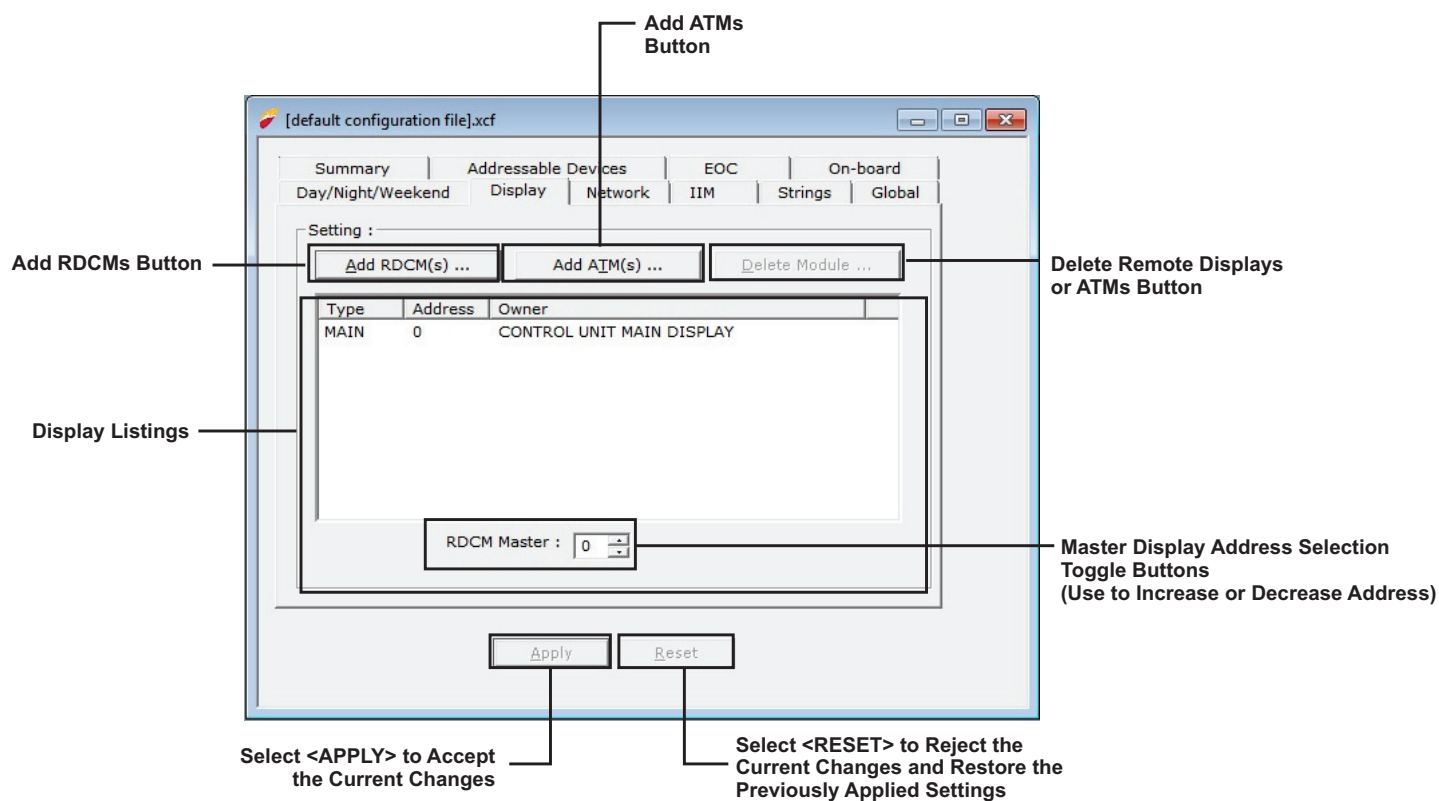 Add ATMs
Button
[default configuration file].xcf
Summary Addressable Devices EOC On-board
Day/Night/Weekend Display Network IIM Strings Global
Setting :
Add RDCMs Button
Add RDCM(s) ... Add ATM(s) ... Delete Module ...
Delete Remote Displays
or ATMs Button
Type Address Owner
MAIN 0 CONTROL UNIT MAIN DISPLAY
Display Listings
RDCM Master : 0
Master Display Address Selection
Toggle Buttons
(Use to Increase or Decrease Address)
Apply Reset
Select <APPLY> to Accept
the Current Changes
Select <RESET> to Reject the
Current Changes and Restore the
Previously Applied Settings